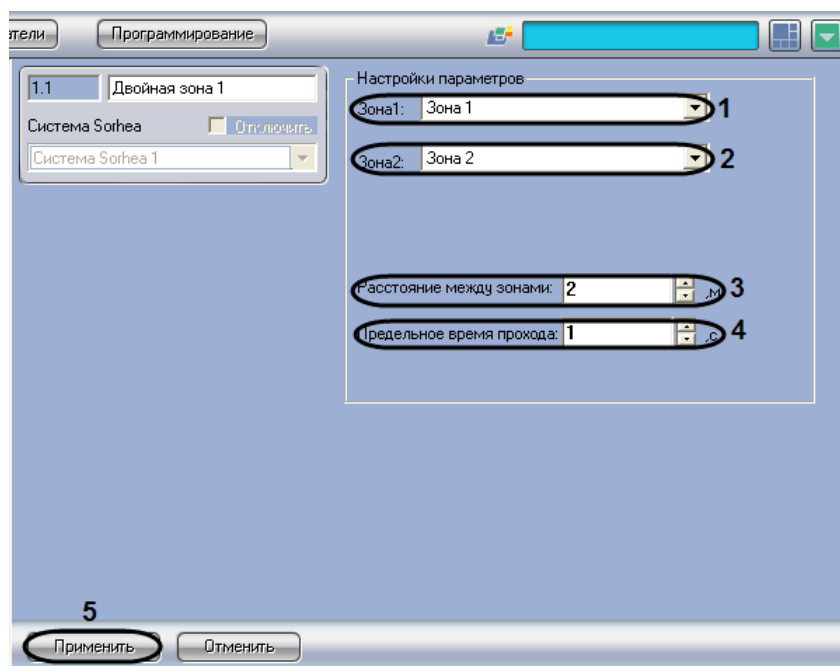 тели Программирование
1.1 Двойная зона 1
Система Sorhea Отключить
Система Sorhea 1
Настройки параметров
Зона1: Зона 1 1
Зона2: Зона 2 2
Расстояние между зонами: 2 ,м 3
Предельное время прохода: 1 ,с 4
5
Применить Отменить